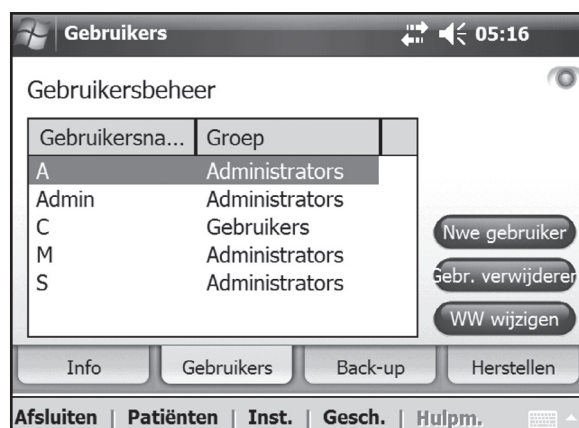 Gebruikers 05:16
Gebruikersbeheer
Gebruikersna... Groep
A Administrators
Admin Administrators
C Gebruikers
M Administrators
S Administrators
Nwe gebruiker
Gebr. verwijderen
WW wijzigen
Info Gebruikers Back-up Herstellen
Afsluiten | Patiënten | Inst. | Gesch. | Hulpm.